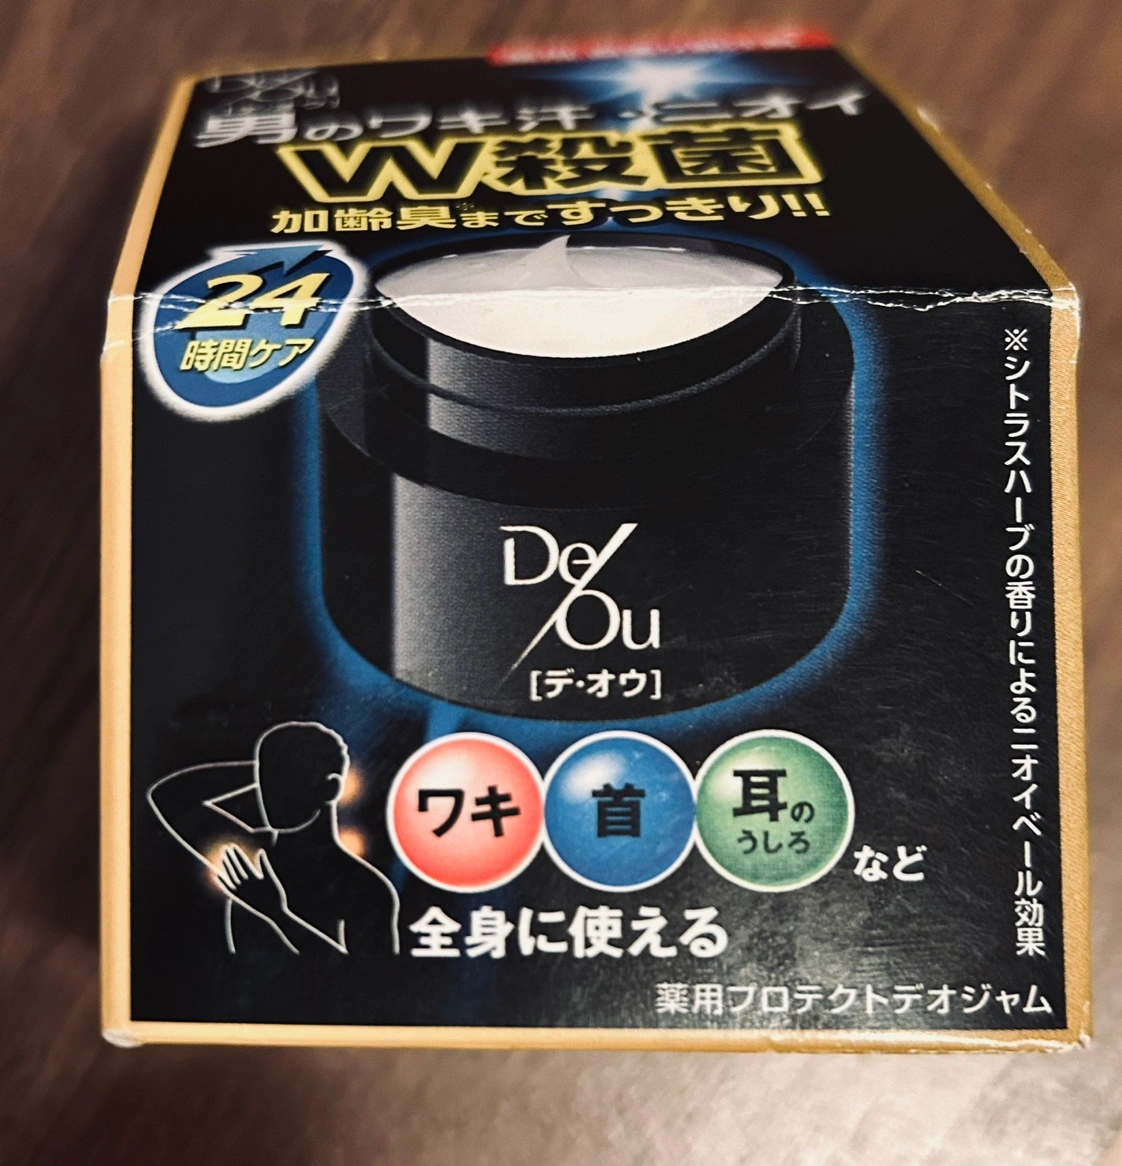 De/Ou
男のワキ汗・ニオイ
W殺菌
加齢臭※まですっきり!!
24
時間ケア
De/Ou
[デ・オウ]
ワキ
首
耳の
うしろ
など
全身に使える
薬用プロテクトデオジャム
※シトラスハーブの香りによるニオイベール効果